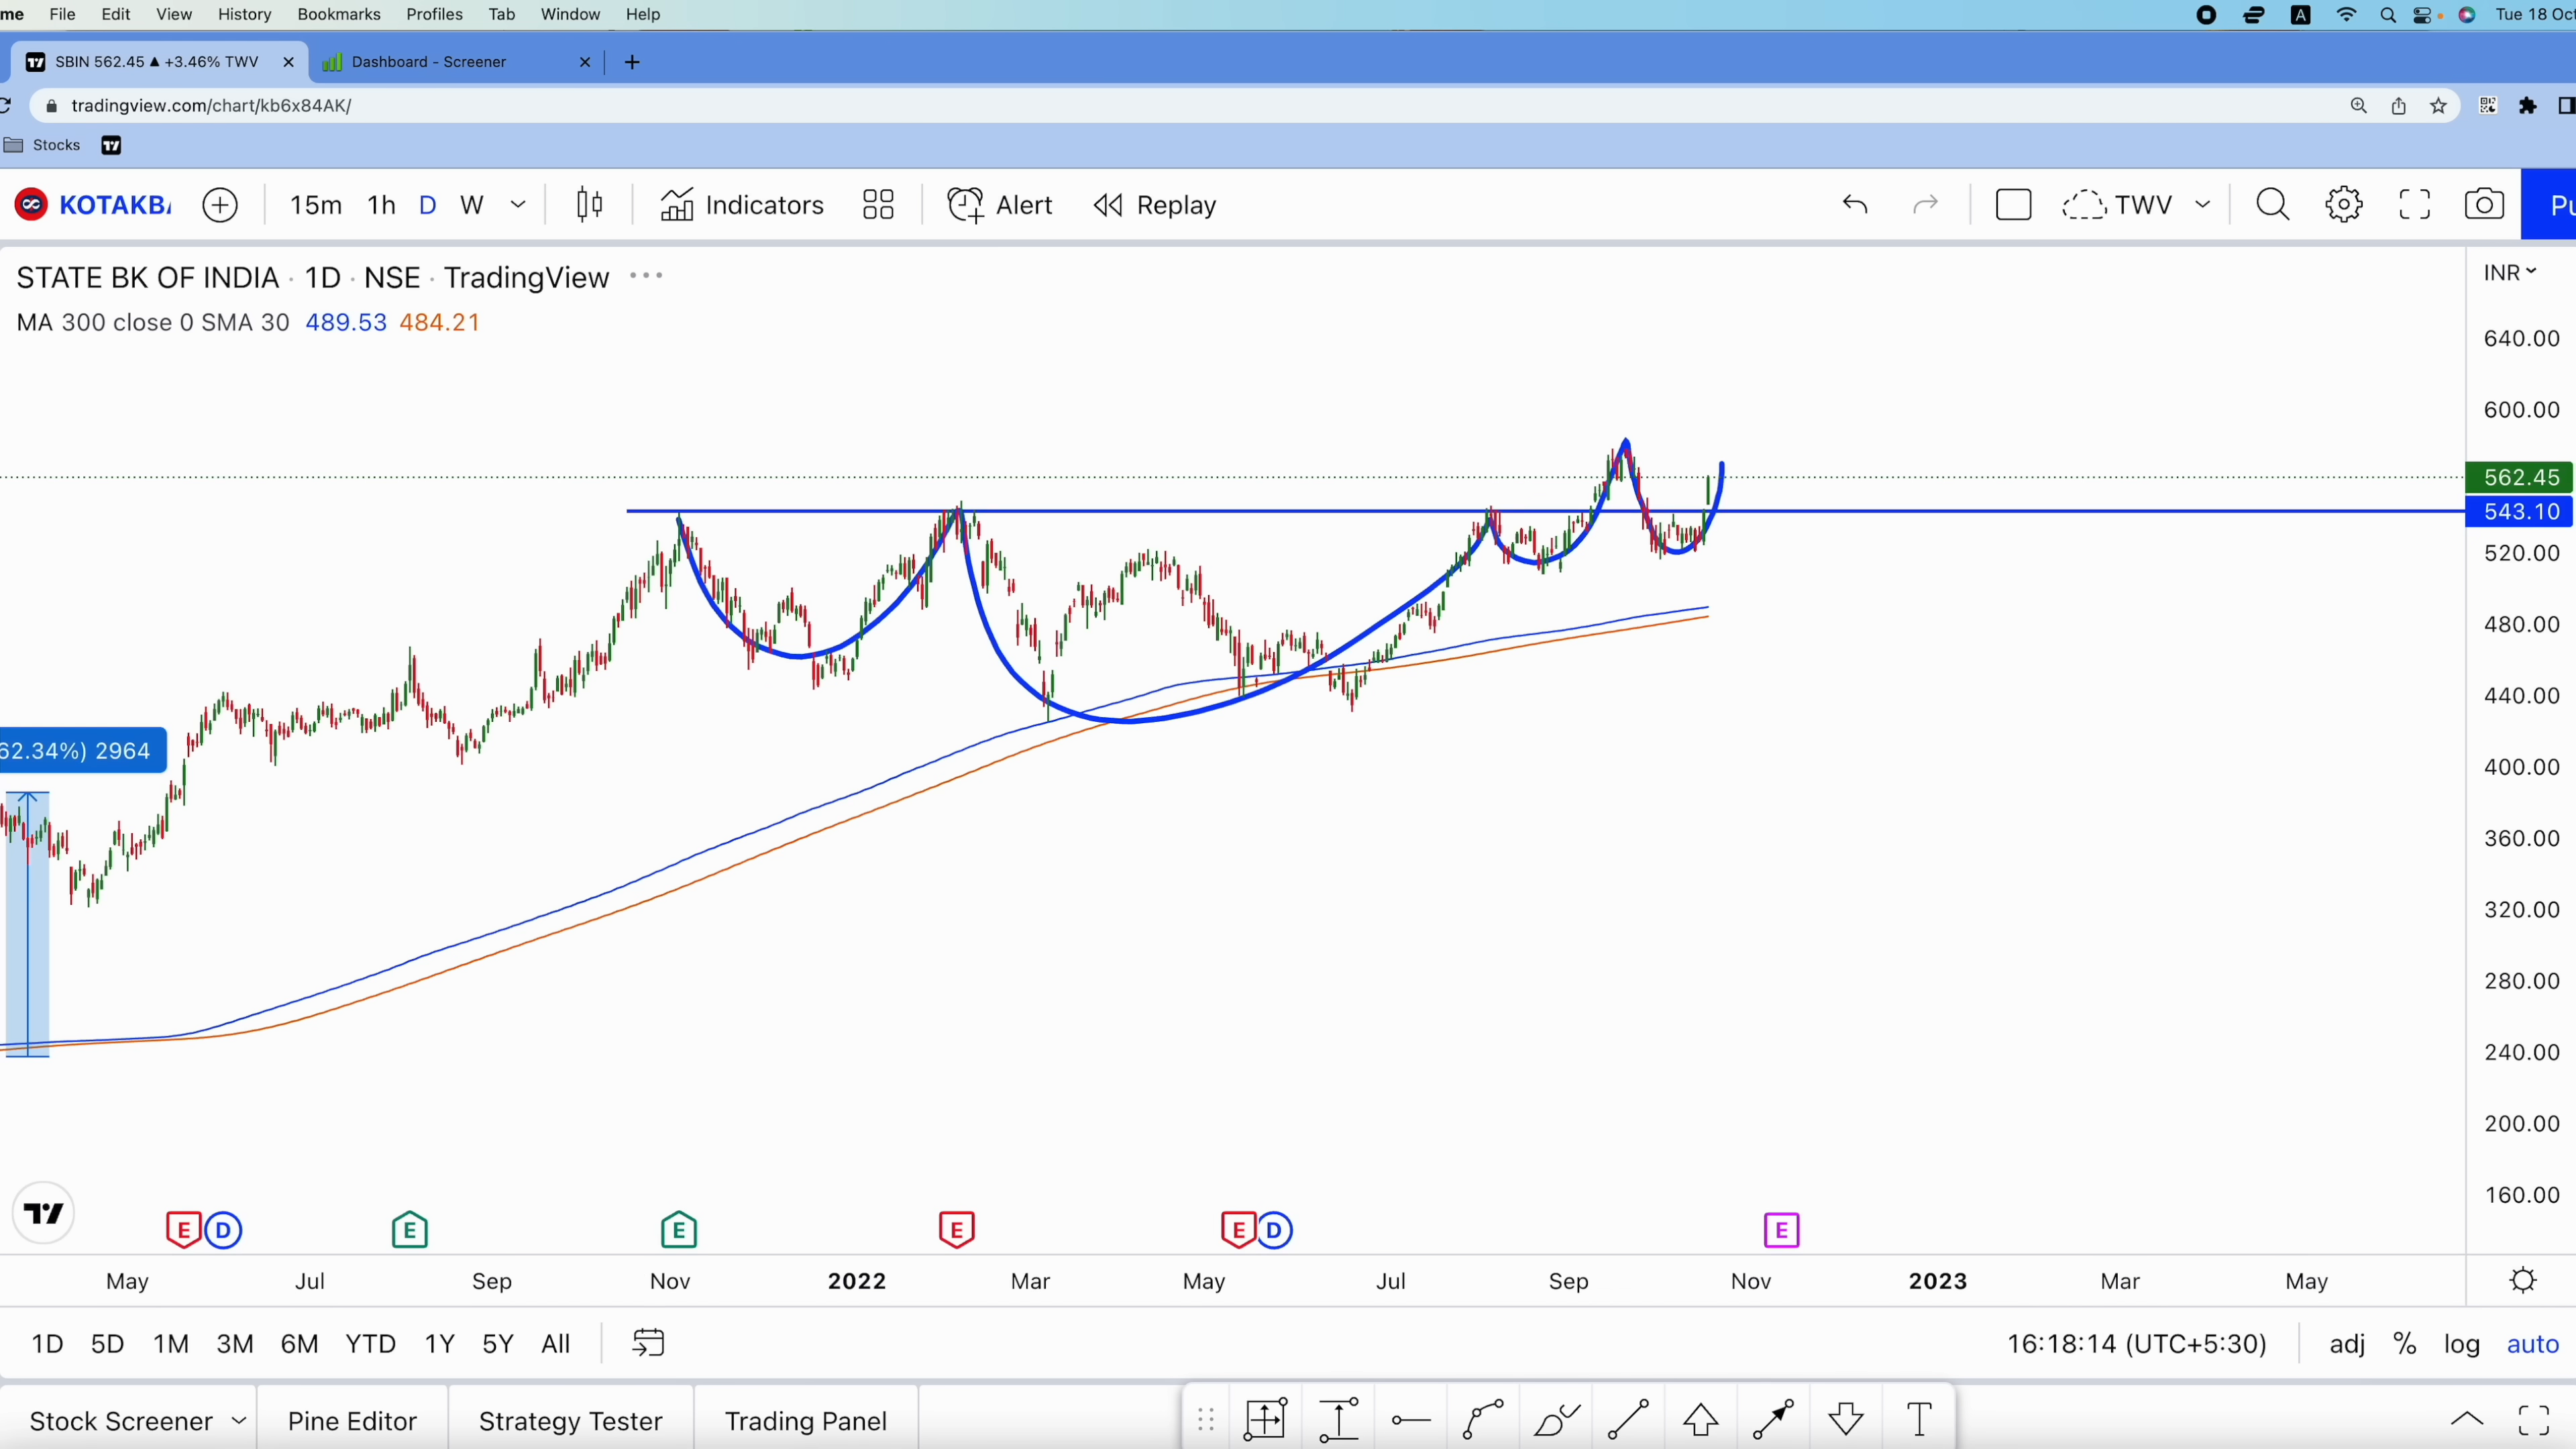 me File Edit View History Bookmarks Profiles Tab Window Help A Tue 18 Oct
SBIN 562.45 ▲ +3.46% TWV Dashboard - Screener
tradingview.com/chart/kb6x84AK/
Stocks
KOTAKBA 15m 1h D W Indicators Alert Replay TWV Pu
STATE BK OF INDIA · 1D · NSE · TradingView
INR
MA 300 close 0 SMA 30 489.53 484.21
640.00
600.00
562.45
543.10
520.00
480.00
440.00
400.00
62.34%) 2964
360.00
320.00
280.00
240.00
200.00
160.00
E D E E E E D E
May Jul Sep Nov 2022 Mar May Jul Sep Nov 2023 Mar May
1D 5D 1M 3M 6M YTD 1Y 5Y All 16:18:14 (UTC+5:30) adj % log auto
Stock Screener Pine Editor Strategy Tester Trading Panel T